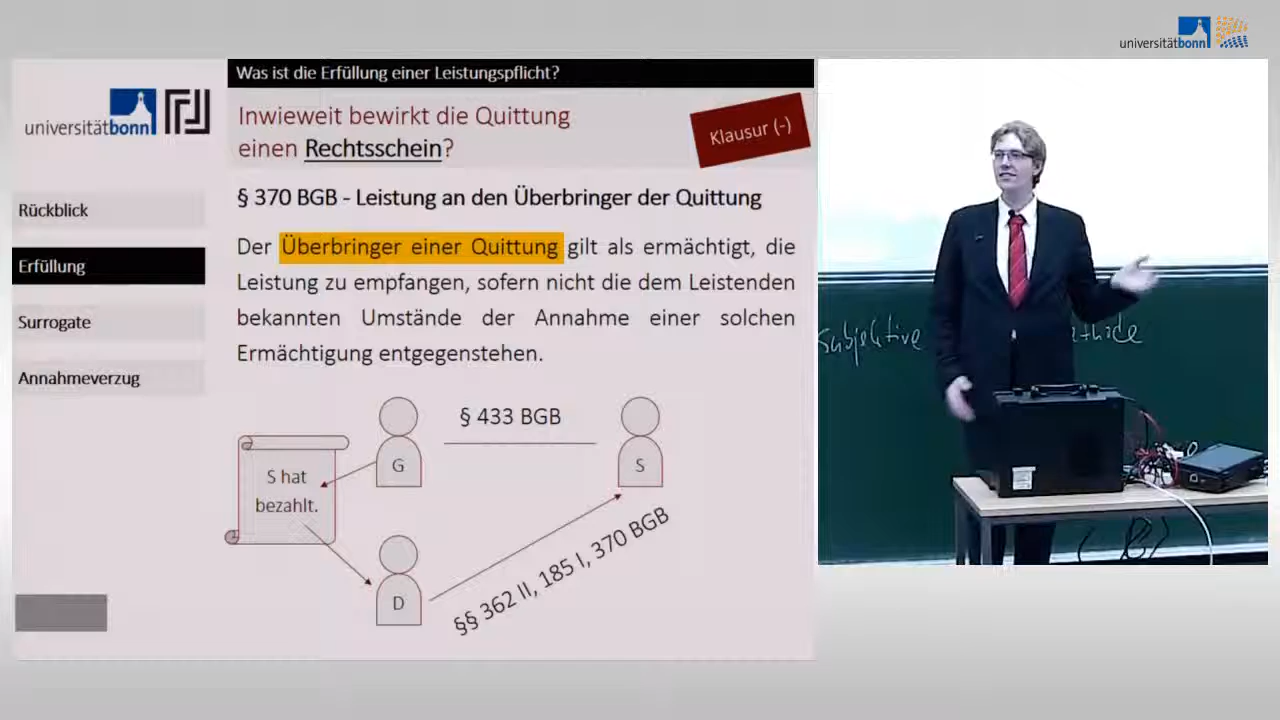 universitätbonn
universitätbonn
Was ist die Erfüllung einer Leistungspflicht?
Inwieweit bewirkt die Quittung
einen Rechtsschein?
Klausur (-)
Rückblick
Erfüllung
Surrogate
Annahmeverzug
§ 370 BGB - Leistung an den Überbringer der Quittung
Der Überbringer einer Quittung gilt als ermächtigt, die
Leistung zu empfangen, sofern nicht die dem Leistenden
bekannten Umstände der Annahme einer solchen
Ermächtigung entgegenstehen.
§ 433 BGB
G
S
S hat
bezahlt.
D
§§ 362 II, 185 I, 370 BGB
subjektive